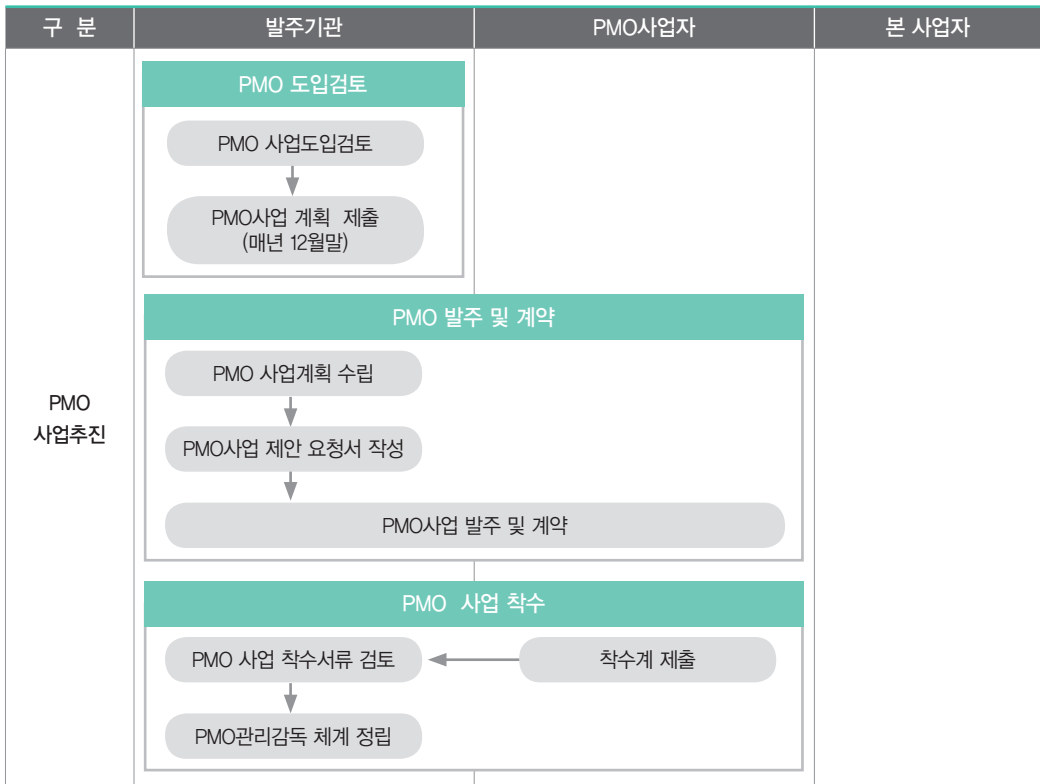 구 분 발주기관 PMO사업자 본 사업자
PMO 도입검토
PMO 사업도입검토
PMO사업 계획 제출
(매년 12월말)
PMO 발주 및 계약
PMO 사업계획 수립
PMO
사업추진
PMO사업 제안 요청서 작성
PMO사업 발주 및 계약
PMO 사업 착수
PMO 사업 착수서류 검토 착수계 제출
PMO관리감독 체계 정립